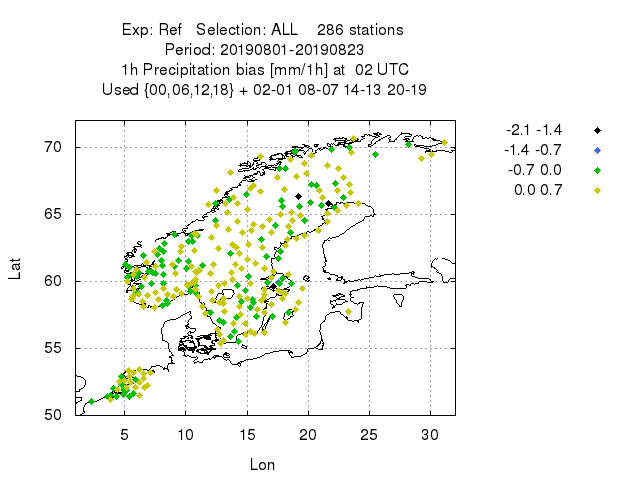 Exp: Ref Selection: ALL 286 stations
Period: 20190801-20190823
1h Precipitation bias [mm/1h] at 02 UTC
Used {00,06,12,18} + 02-01 08-07 14-13 20-19
-2.1 -1.4
-1.4 -0.7
-0.7 0.0
0.0 0.7
70
65
60
55
50
Lat
5 10 15 20 25 30
Lon